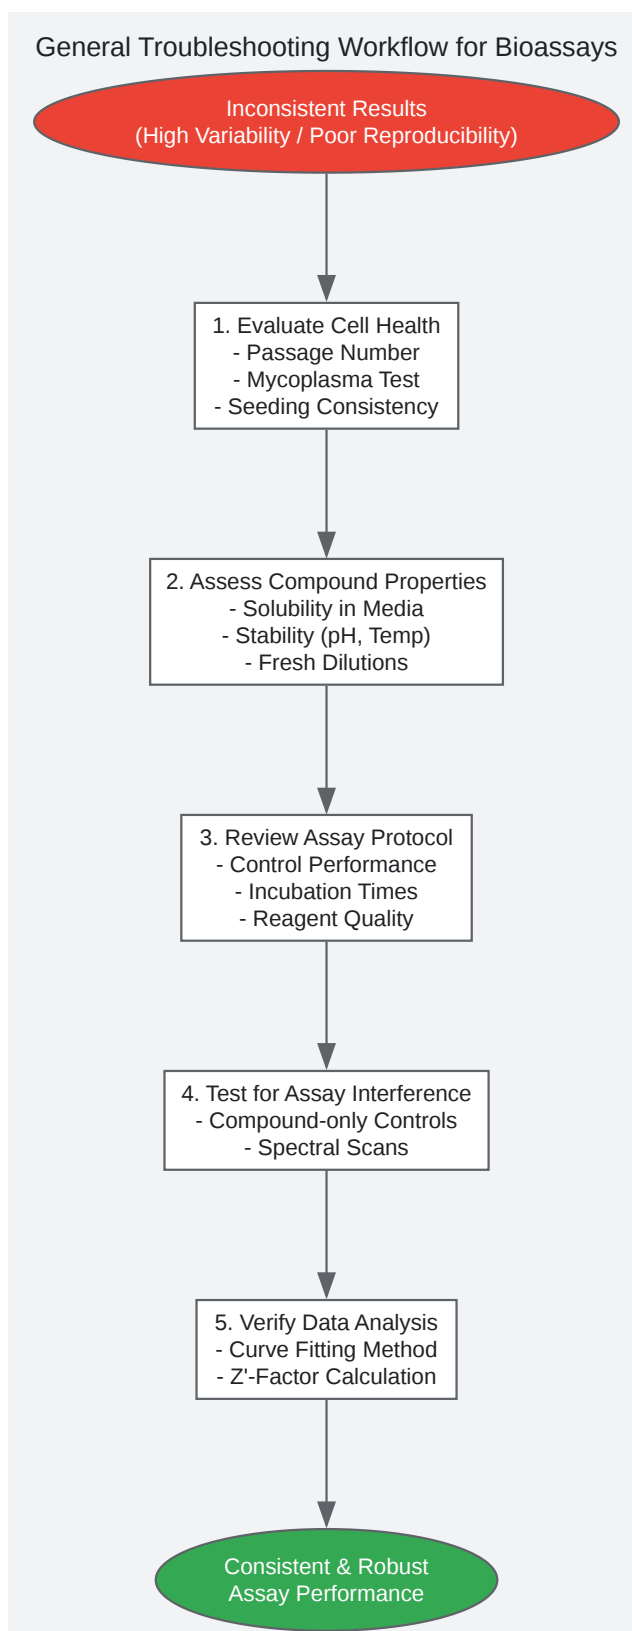 General Troubleshooting Workflow for Bioassays
Inconsistent Results
(High Variability / Poor Reproducibility)
1. Evaluate Cell Health
- Passage Number
- Mycoplasma Test
- Seeding Consistency
2. Assess Compound Properties
- Solubility in Media
- Stability (pH, Temp)
- Fresh Dilutions
3. Review Assay Protocol
- Control Performance
- Incubation Times
- Reagent Quality
4. Test for Assay Interference
- Compound-only Controls
- Spectral Scans
5. Verify Data Analysis
- Curve Fitting Method
- Z'-Factor Calculation
Consistent & Robust
Assay Performance